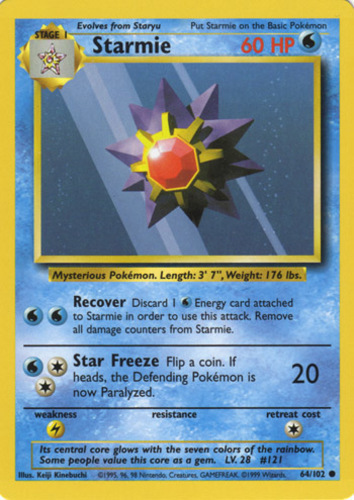 STAGE 1
Evolves from Staryu
Put Starmie on the Basic Pokémon
Starmie
60 HP
Mysterious Pokémon. Length: 3' 7", Weight: 176 lbs.
Recover Discard 1 Energy card attached
to Starmie in order to use this attack. Remove
all damage counters from Starmie.
Star Freeze Flip a coin. If
heads, the Defending Pokémon is
now Paralyzed.
20
weakness
resistance
retreat cost
Its central core glows with the seven colors of the rainbow.
Some people value this core as a gem. LV. 28 #121
Illus. Keiji Kinebuchi
©1995, 96, 98 Nintendo, Creatures, GAMEFREAK. ©1999 Wizards.
64/102